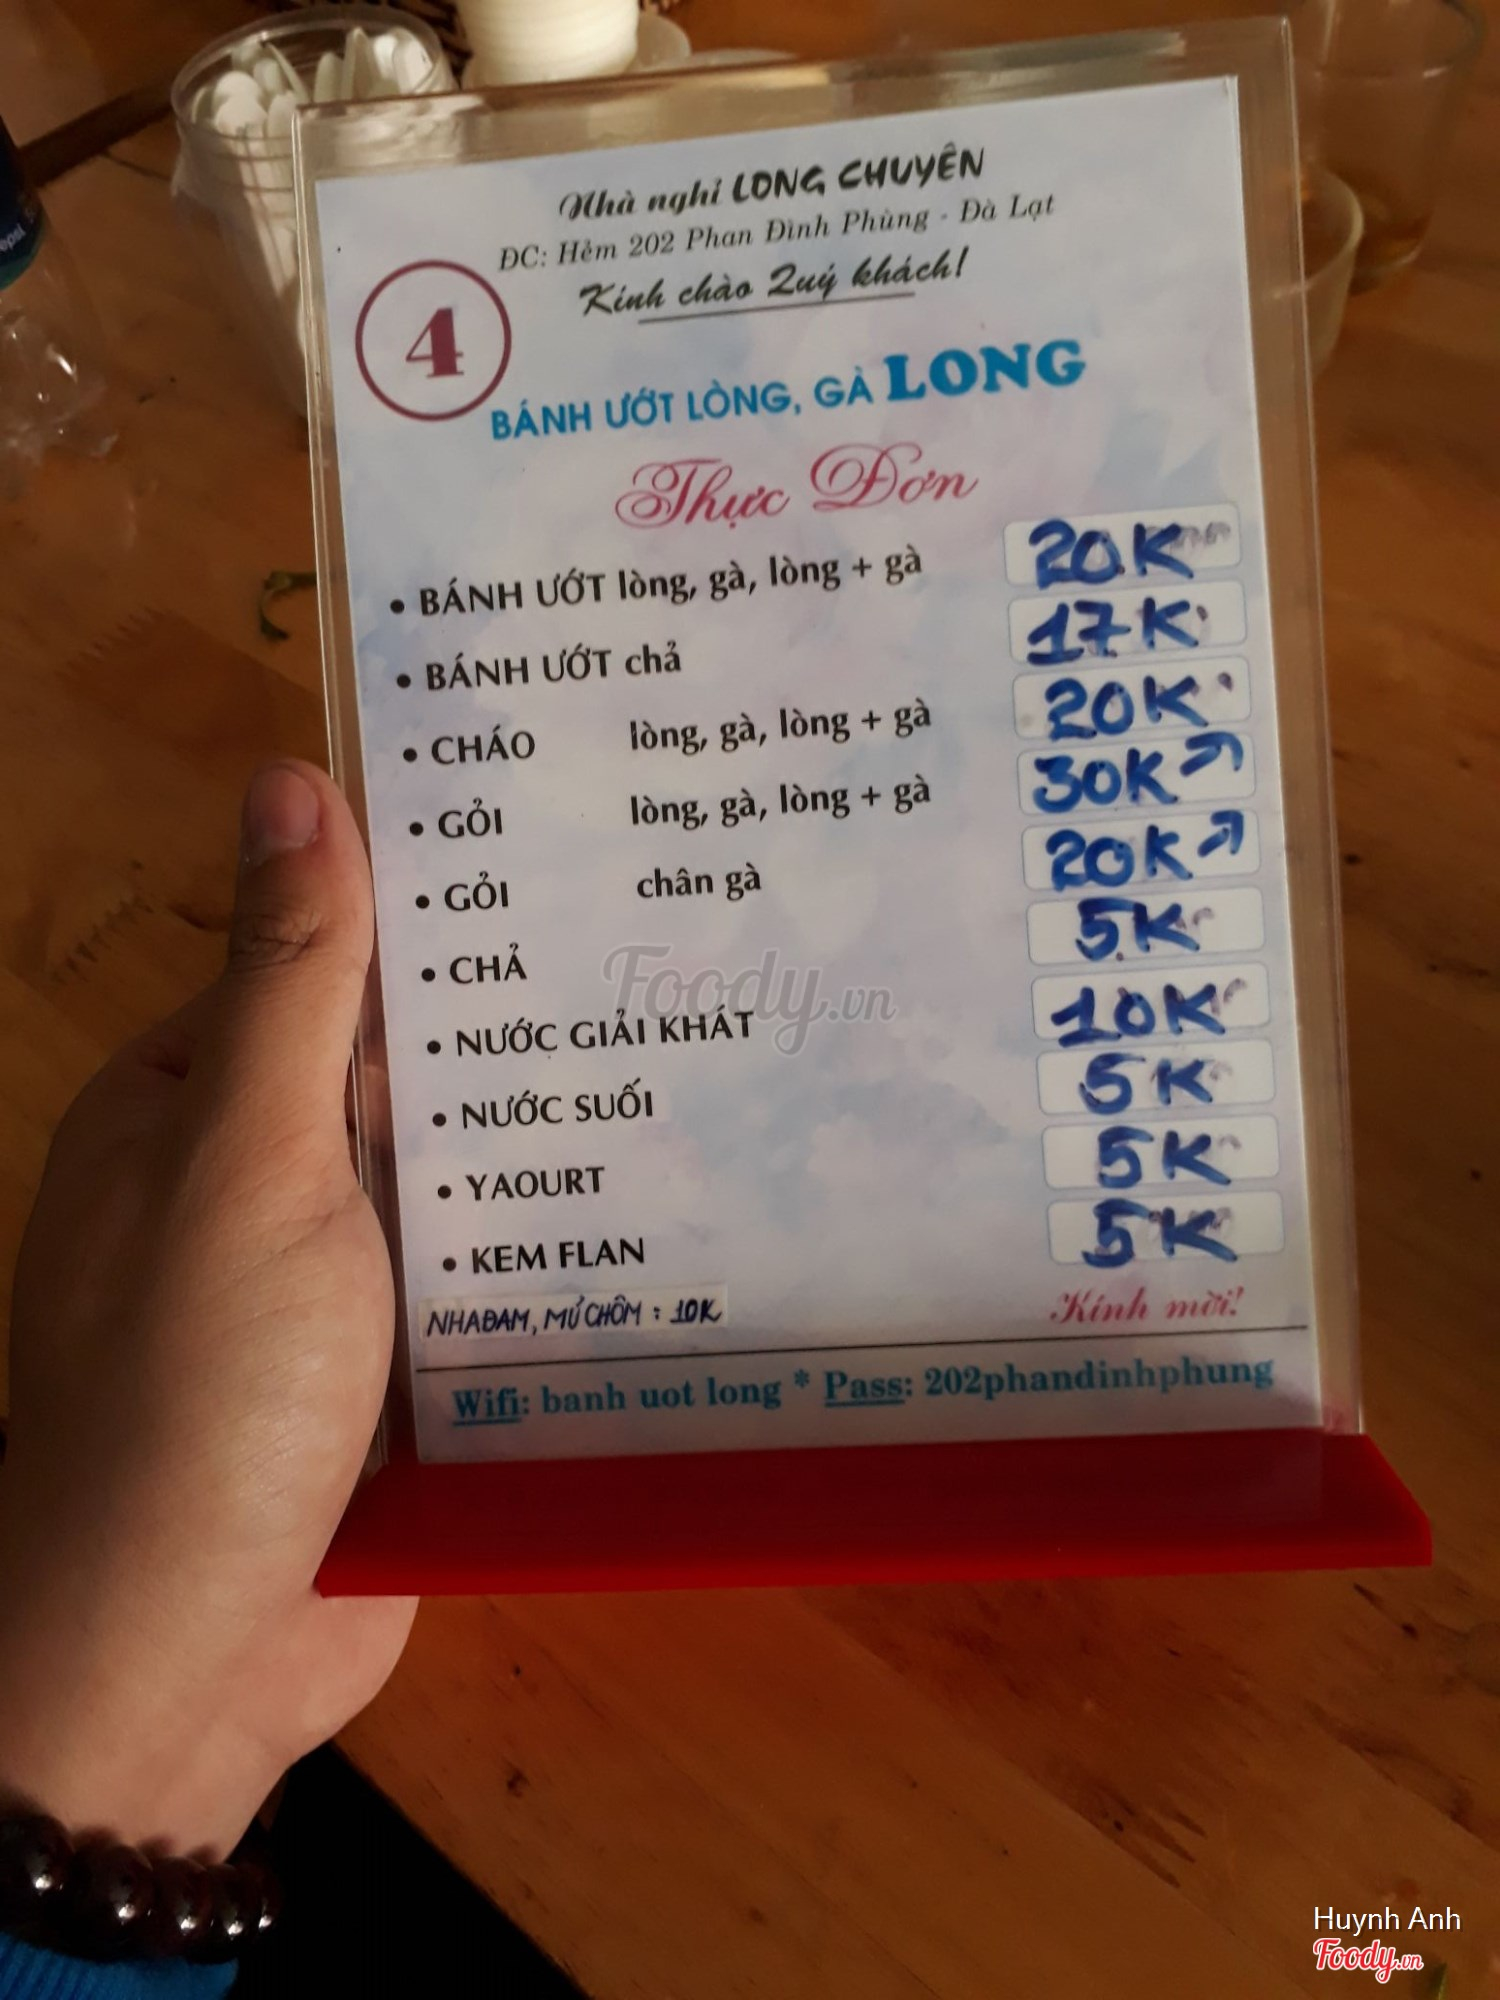 Nhà nghỉ LONG CHUYÊN
ĐC: Hẻm 202 Phan Đình Phùng - Đà Lạt
Kính chào Quý khách!
4
BÁNH ƯỚT LÒNG, GÀ LONG
Thực Đơn
• BÁNH ƯỚT lòng, gà, lòng + gà 20K
• BÁNH ƯỚT chả 17K
• CHÁO lòng, gà, lòng + gà 20K
• GỎI lòng, gà, lòng + gà 30K ↗
• GỎI chân gà 20K ↗
• CHẢ 5K
• NƯỚC GIẢI KHÁT 10K
• NƯỚC SUỐI 5K
• YAOURT 5K
• KEM FLAN 5K
NHAĐAM, MỦ CHÔM : 10K
Kính mời!
Wifi: banh uot long * Pass: 202phandinhphung
Foody.vn
Huynh Anh
Foody.vn